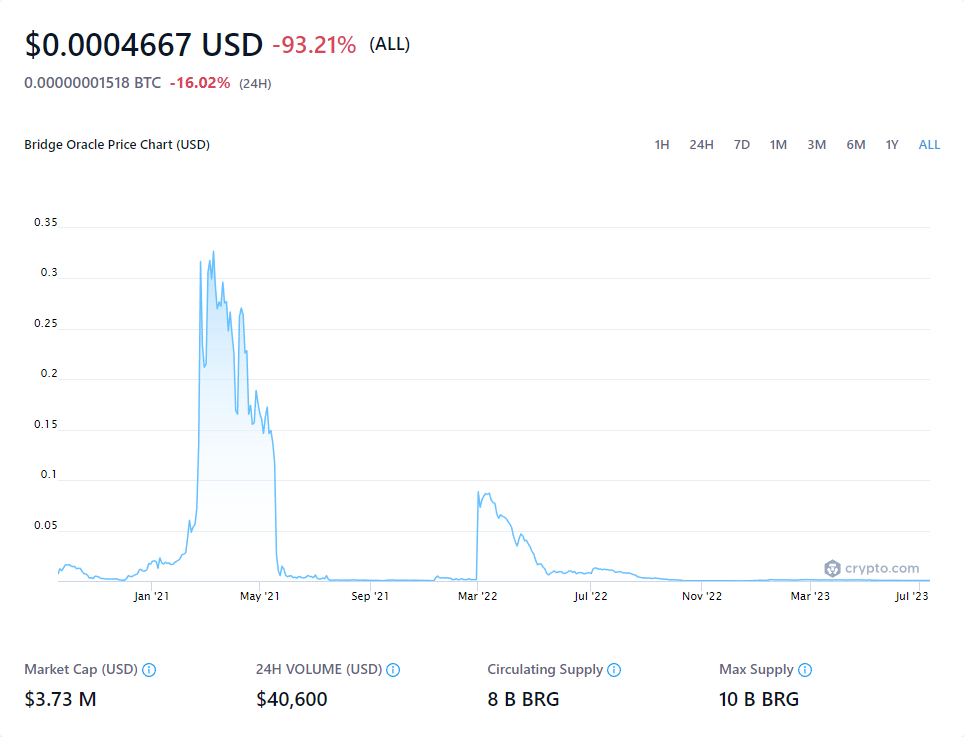 $0.0004667 USD -93.21% (ALL)
0.00000001518 BTC -16.02% (24H)
Bridge Oracle Price Chart (USD) 1H 24H 7D 1M 3M 6M 1Y ALL
0.35
0.3
0.25
0.2
0.15
0.1
0.05
crypto.com
Jan '21 May '21 Sep '21 Mar '22 Jul '22 Nov '22 Mar '23 Jul '23
Market Cap (USD) 24H VOLUME (USD) Circulating Supply Max Supply
$3.73 M $40,600 8 B BRG 10 B BRG